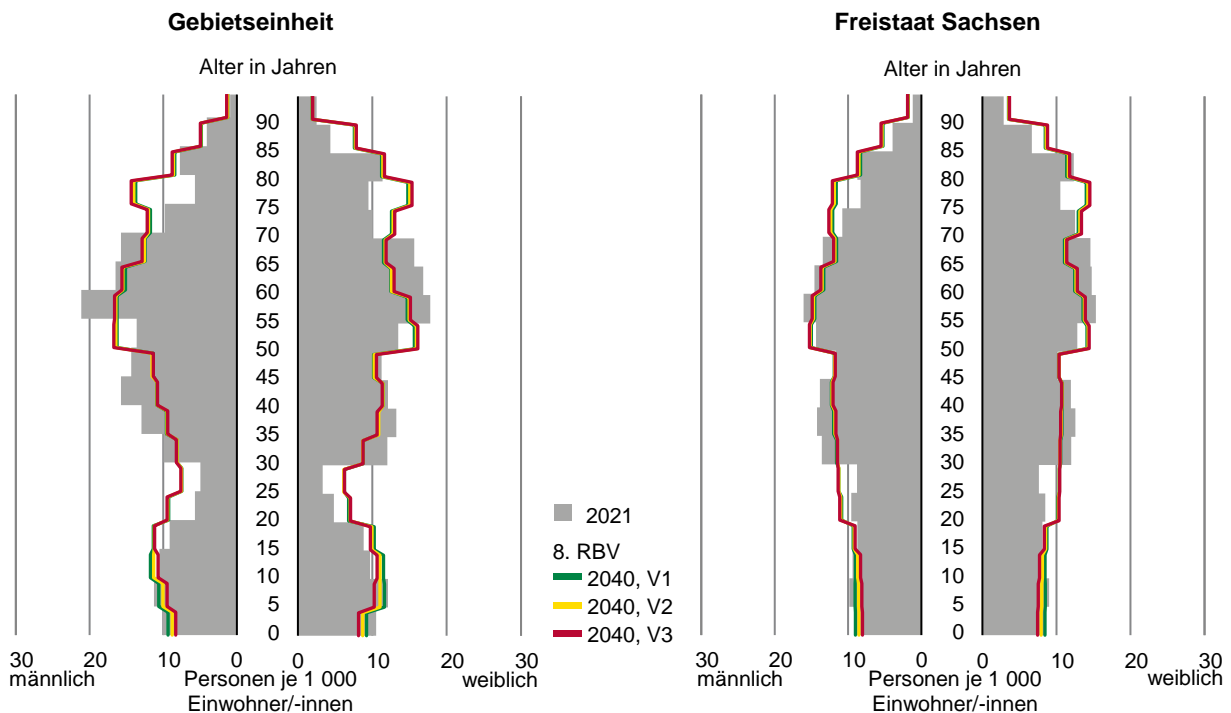 Gebietseinheit
Freistaat Sachsen
Alter in Jahren
Alter in Jahren
90
85
80
75
70
65
60
55
50
45
40
35
30
25
20
15
10
5
0
90
85
80
75
70
65
60
55
50
45
40
35
30
25
20
15
10
5
0
2021
8. RBV
2040, V1
2040, V2
2040, V3
30 20 10 0 0 10 20 30
männlich Personen je 1 000 weiblich
Einwohner/-innen
30 20 10 0 0 10 20 30
männlich Personen je 1 000 weiblich
Einwohner/-innen